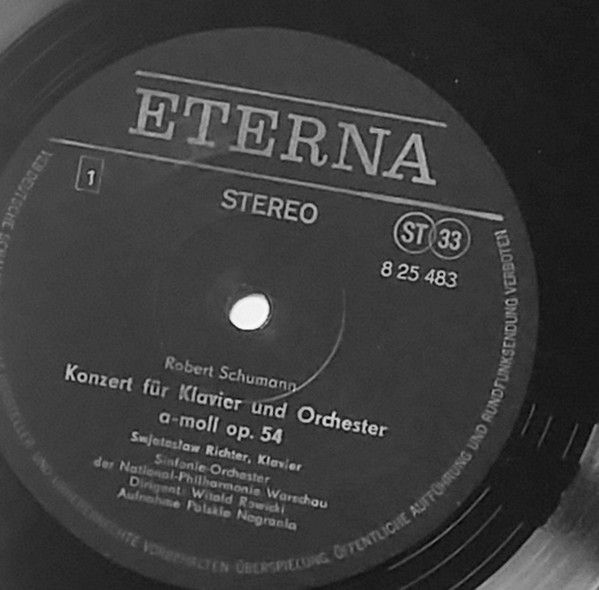 ETERNA
1
STEREO
ST 33
8 25 483
Robert Schumann
Konzert für Klavier und Orchester
a-moll op. 54
Swjatoslaw Richter, Klavier
Sinfonie-Orchester
der National-Philharmonie Warschau
Dirigent: Witold Rowicki
Aufnahme Polskie Nagrania
VORBEHALTEN · ÜBERSPIELUNG, ÖFFENTLICHE AUFFÜHRUNG UND RUNDFUNKSENDUNG VERBOTEN